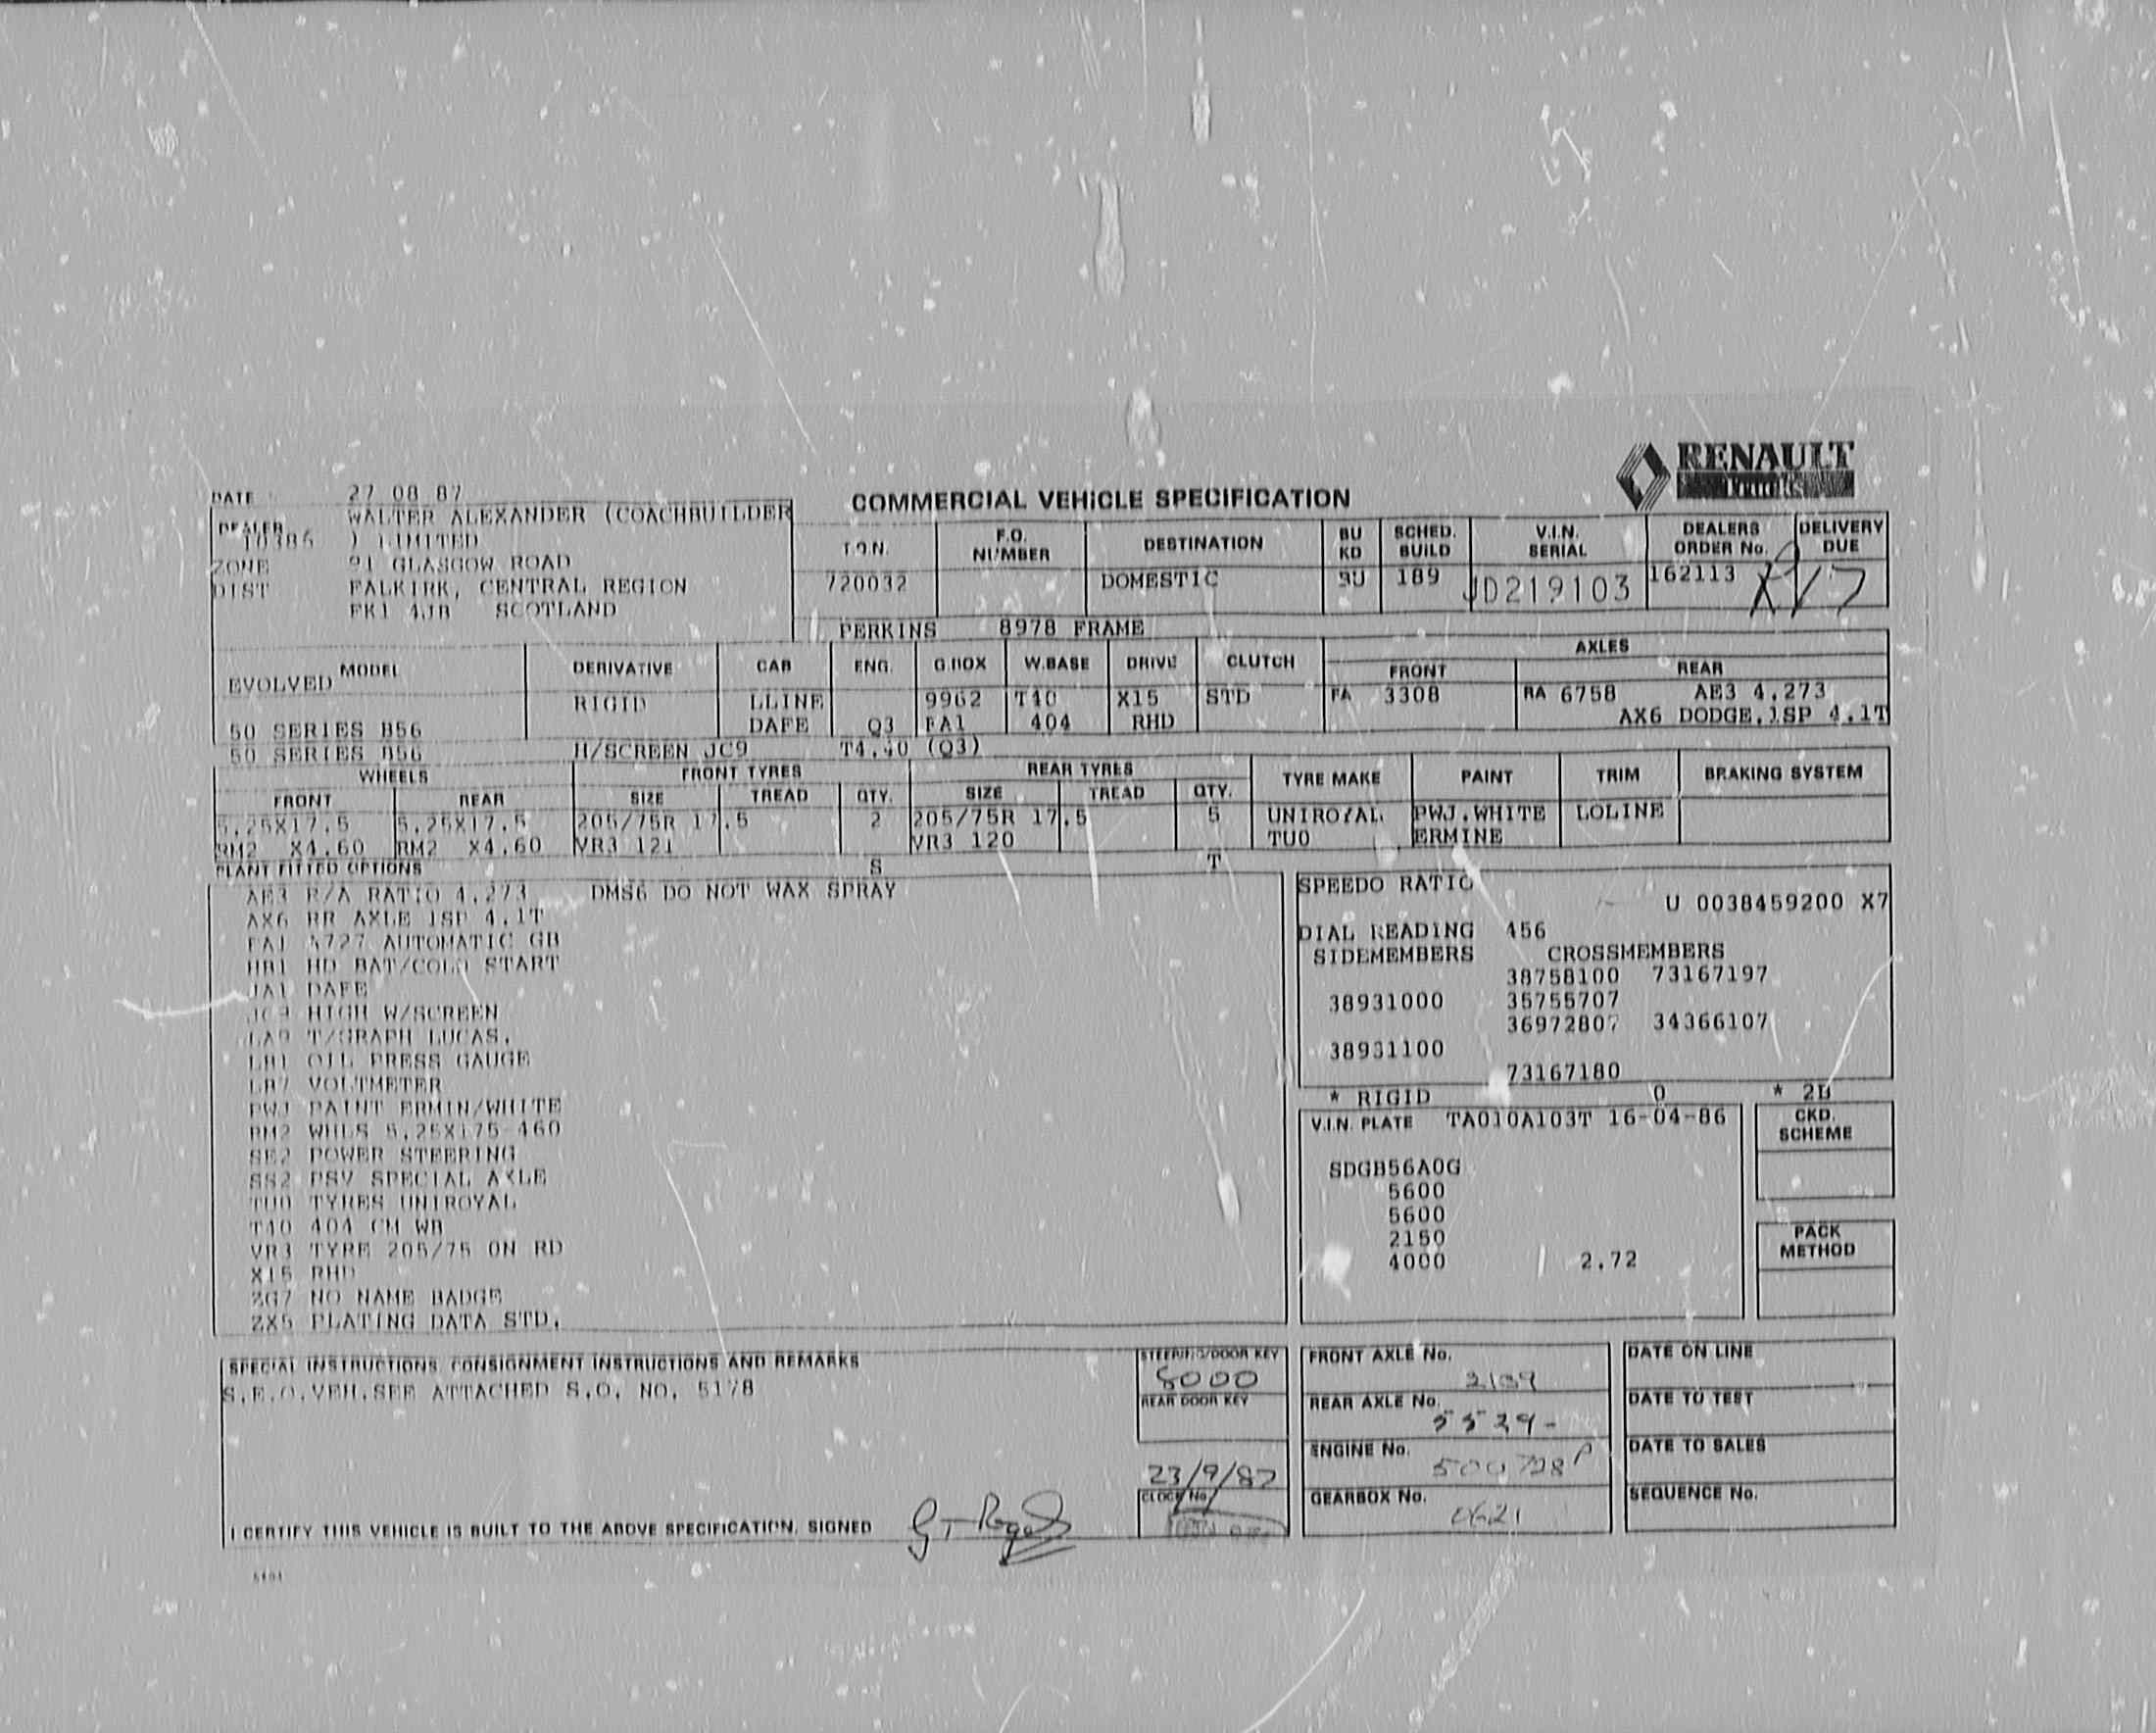 RENAULT
DATE 27 08 87
COMMERCIAL VEHICLE SPECIFICATION
DEALER WALTER ALEXANDER (COACHBUILDER
10386 ) LIMITED
ZONE 91 GLASGOW ROAD
DIST FALKIRK, CENTRAL REGION
FK1 4JB SCOTLAND
T.O.N. F.O. NUMBER DESTINATION BU KD SCHED. BUILD V.I.N. SERIAL DEALERS ORDER No. DELIVERY DUE
720032 DOMESTIC BU 189 JD219103 162113
PERKINS 8978 FRAME
MODEL DERIVATIVE CAB ENG. G.BOX W.BASE DRIVE CLUTCH AXLES
FRONT REAR
EVOLVED RIGID LLINE 9962 T40 X15 STD FA 3308 RA 6758 AE3 4.273
50 SERIES B56 DAFE Q3 FA1 404 RHD AX6 DODGE.1SP 4.1T
50 SERIES B56 H/SCREEN JC9 T4.40 (Q3)
WHEELS FRONT TYRES REAR TYRES TYRE MAKE PAINT TRIM BRAKING SYSTEM
FRONT REAR SIZE TREAD QTY. SIZE TREAD QTY.
5.25X17.5 5.25X17.5 205/75R 17.5 2 205/75R 17.5 5 UNIROYAL PWJ.WHITE LOLINE
RM2 X4.60 RM2 X4.60 VR3 121 VR3 120 TU0 ERMINE
PLANT FITTED OPTIONS S T
AE3 R/A RATIO 4.273 DMS6 DO NOT WAX SPRAY
AX6 RR AXLE 1SP 4.1T
FA1 A727 AUTOMATIC GB
HB1 HD BAT/COLD START
JA1 DAFE
JC9 HIGH W/SCREEN
LA9 T/GRAPH LUCAS.
LB1 OIL PRESS GAUGE
LB7 VOLTMETER
PWJ PAINT ERMIN/WHITE
RM2 WHLS 5.25X175-460
SE2 POWER STEERING
SS2 PSV SPECIAL AXLE
TU0 TYRES UNIROYAL
T40 404 CM WB
VR3 TYRE 205/75 ON RD
X15 RHD
ZG7 NO NAME BADGE
ZX5 PLATING DATA STD.
SPEEDO RATIO
U 0038459200 X7
DIAL READING 456
SIDEMEMBERS CROSSMEMBERS
38758100 73167197
38931000 35755707
36972807 34366107
38931100
73167180
* RIGID 0 * 2B
V.I.N. PLATE TA010A103T 16-04-86
CKD. SCHEME
SDGB56A0G
5600
5600
2150
4000 2.72
PACK METHOD
SPECIAL INSTRUCTIONS, CONSIGNMENT INSTRUCTIONS AND REMARKS
S.E.O.VEH.SEE ATTACHED S.O. NO. 5178
STEERING/DOOR KEY
8000
REAR DOOR KEY
23/9/87
CLOCK No.
FRONT AXLE No. 2139
REAR AXLE No. 5529-
ENGINE No. 500728P
GEARBOX No. 0621
DATE ON LINE
DATE TO TEST
DATE TO SALES
SEQUENCE No.
I CERTIFY THIS VEHICLE IS BUILT TO THE ABOVE SPECIFICATION. SIGNED